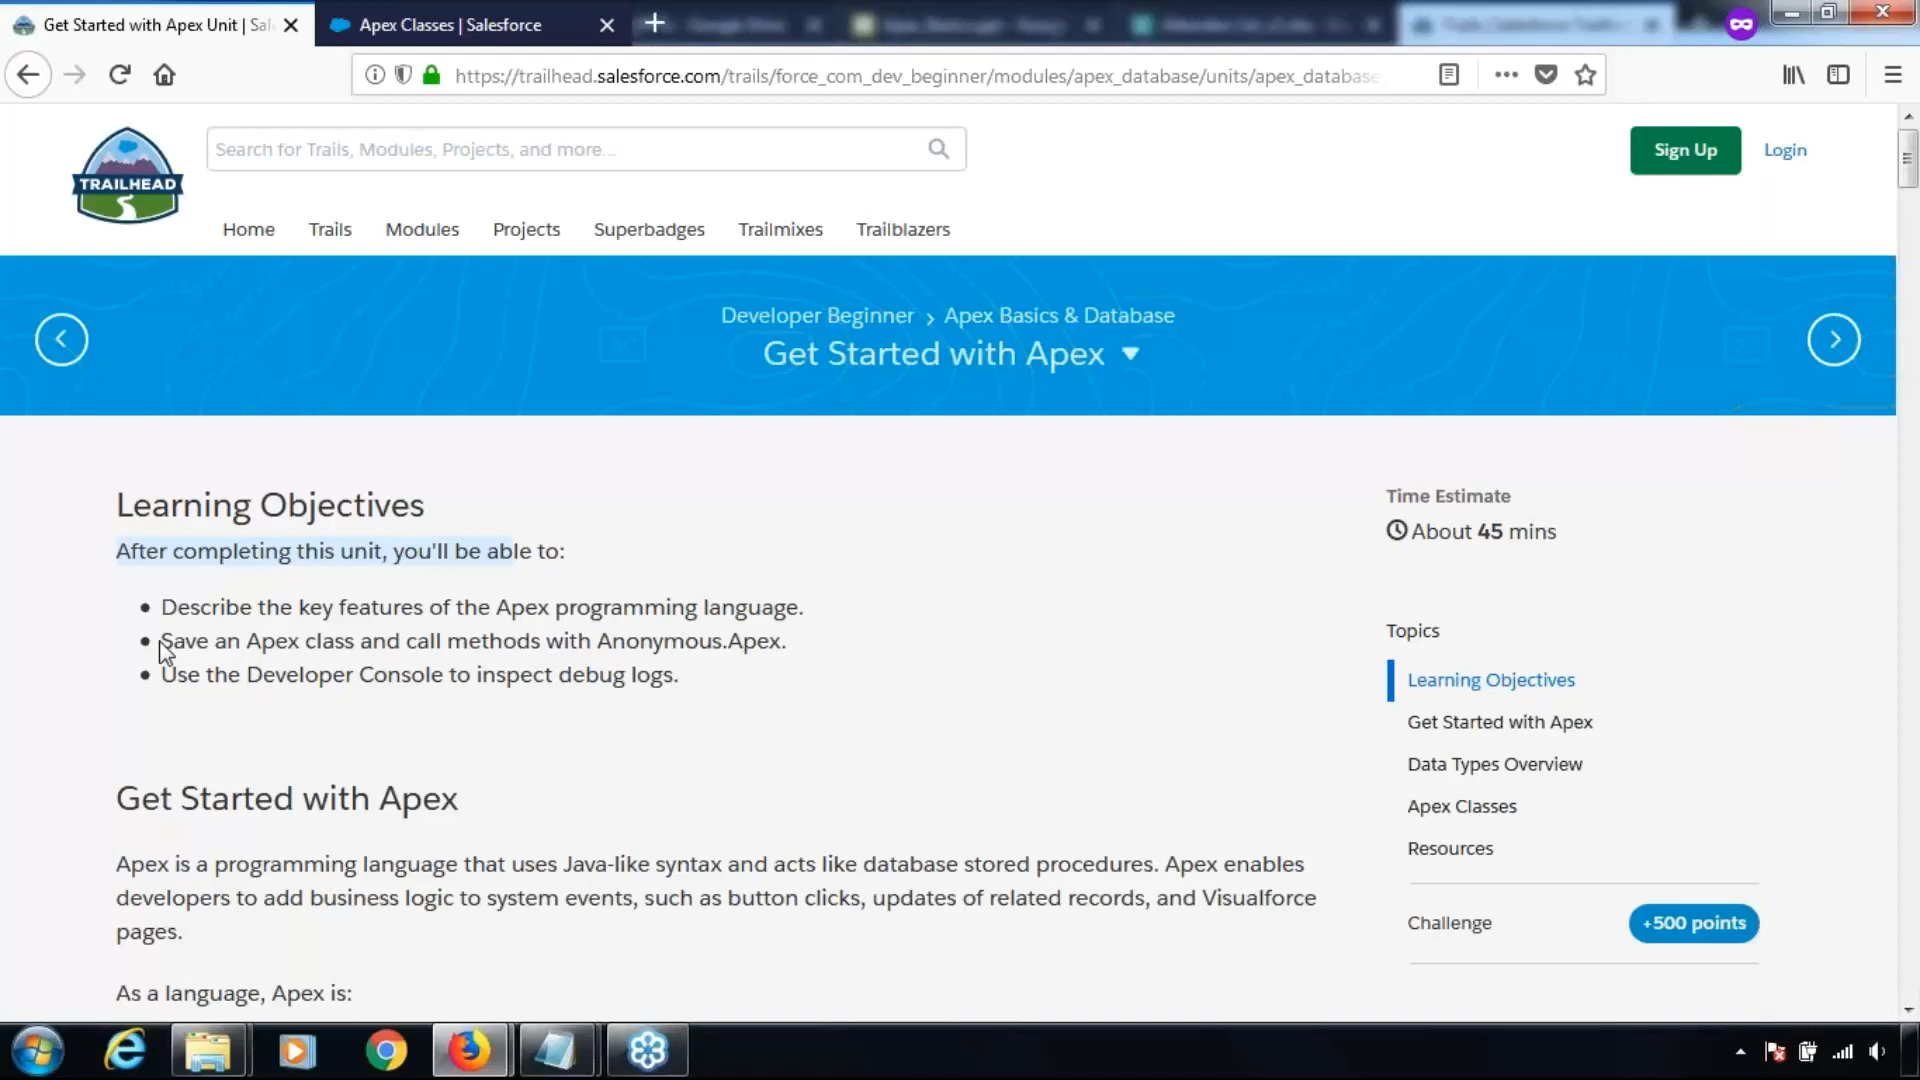 Get Started with Apex Unit | Sal
Apex Classes | Salesforce
https://trailhead.salesforce.com/trails/force_com_dev_beginner/modules/apex_database/units/apex_database
TRAILHEAD
Search for Trails, Modules, Projects, and more...
Sign Up
Login
Home
Trails
Modules
Projects
Superbadges
Trailmixes
Trailblazers
Developer Beginner › Apex Basics & Database
Get Started with Apex
Learning Objectives
After completing this unit, you'll be able to:
Describe the key features of the Apex programming language.
Save an Apex class and call methods with Anonymous.Apex.
Use the Developer Console to inspect debug logs.
Get Started with Apex
Apex is a programming language that uses Java-like syntax and acts like database stored procedures. Apex enables
developers to add business logic to system events, such as button clicks, updates of related records, and Visualforce
pages.
As a language, Apex is:
Time Estimate
About 45 mins
Topics
Learning Objectives
Get Started with Apex
Data Types Overview
Apex Classes
Resources
Challenge
+500 points